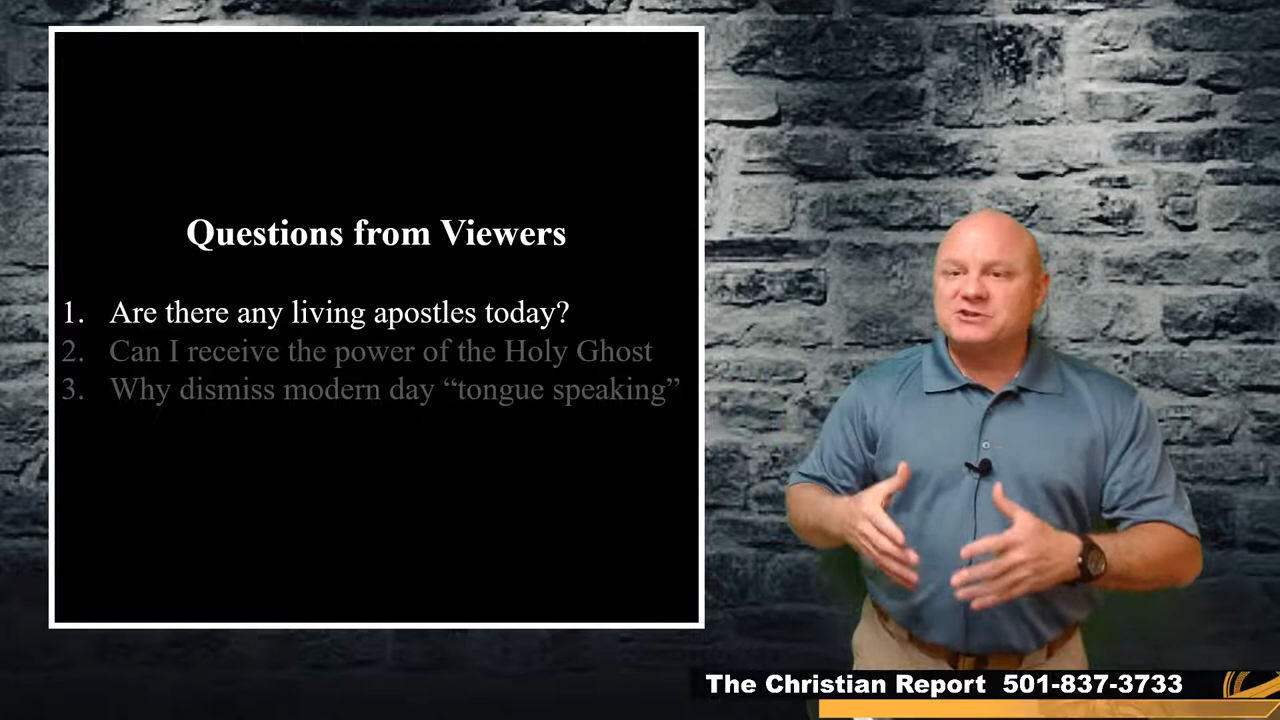 Questions from Viewers
1. Are there any living apostles today?
2. Can I receive the power of the Holy Ghost
3. Why dismiss modern day “tongue speaking”
The Christian Report 501-837-3733